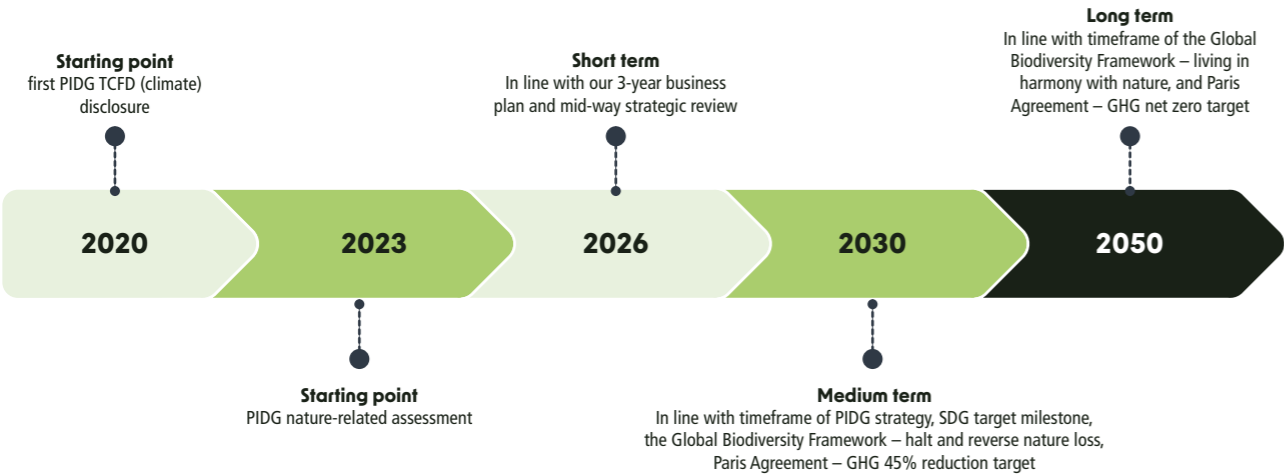 Starting point
first PIDG TCFD (climate)
disclosure
Short term
In line with our 3-year business
plan and mid-way strategic review
Long term
In line with timeframe of the Global
Biodiversity Framework – living in
harmony with nature, and Paris
Agreement – GHG net zero target
2020
2023
2026
2030
2050
Starting point
PIDG nature-related assessment
Medium term
In line with timeframe of PIDG strategy, SDG target milestone,
the Global Biodiversity Framework – halt and reverse nature loss,
Paris Agreement – GHG 45% reduction target